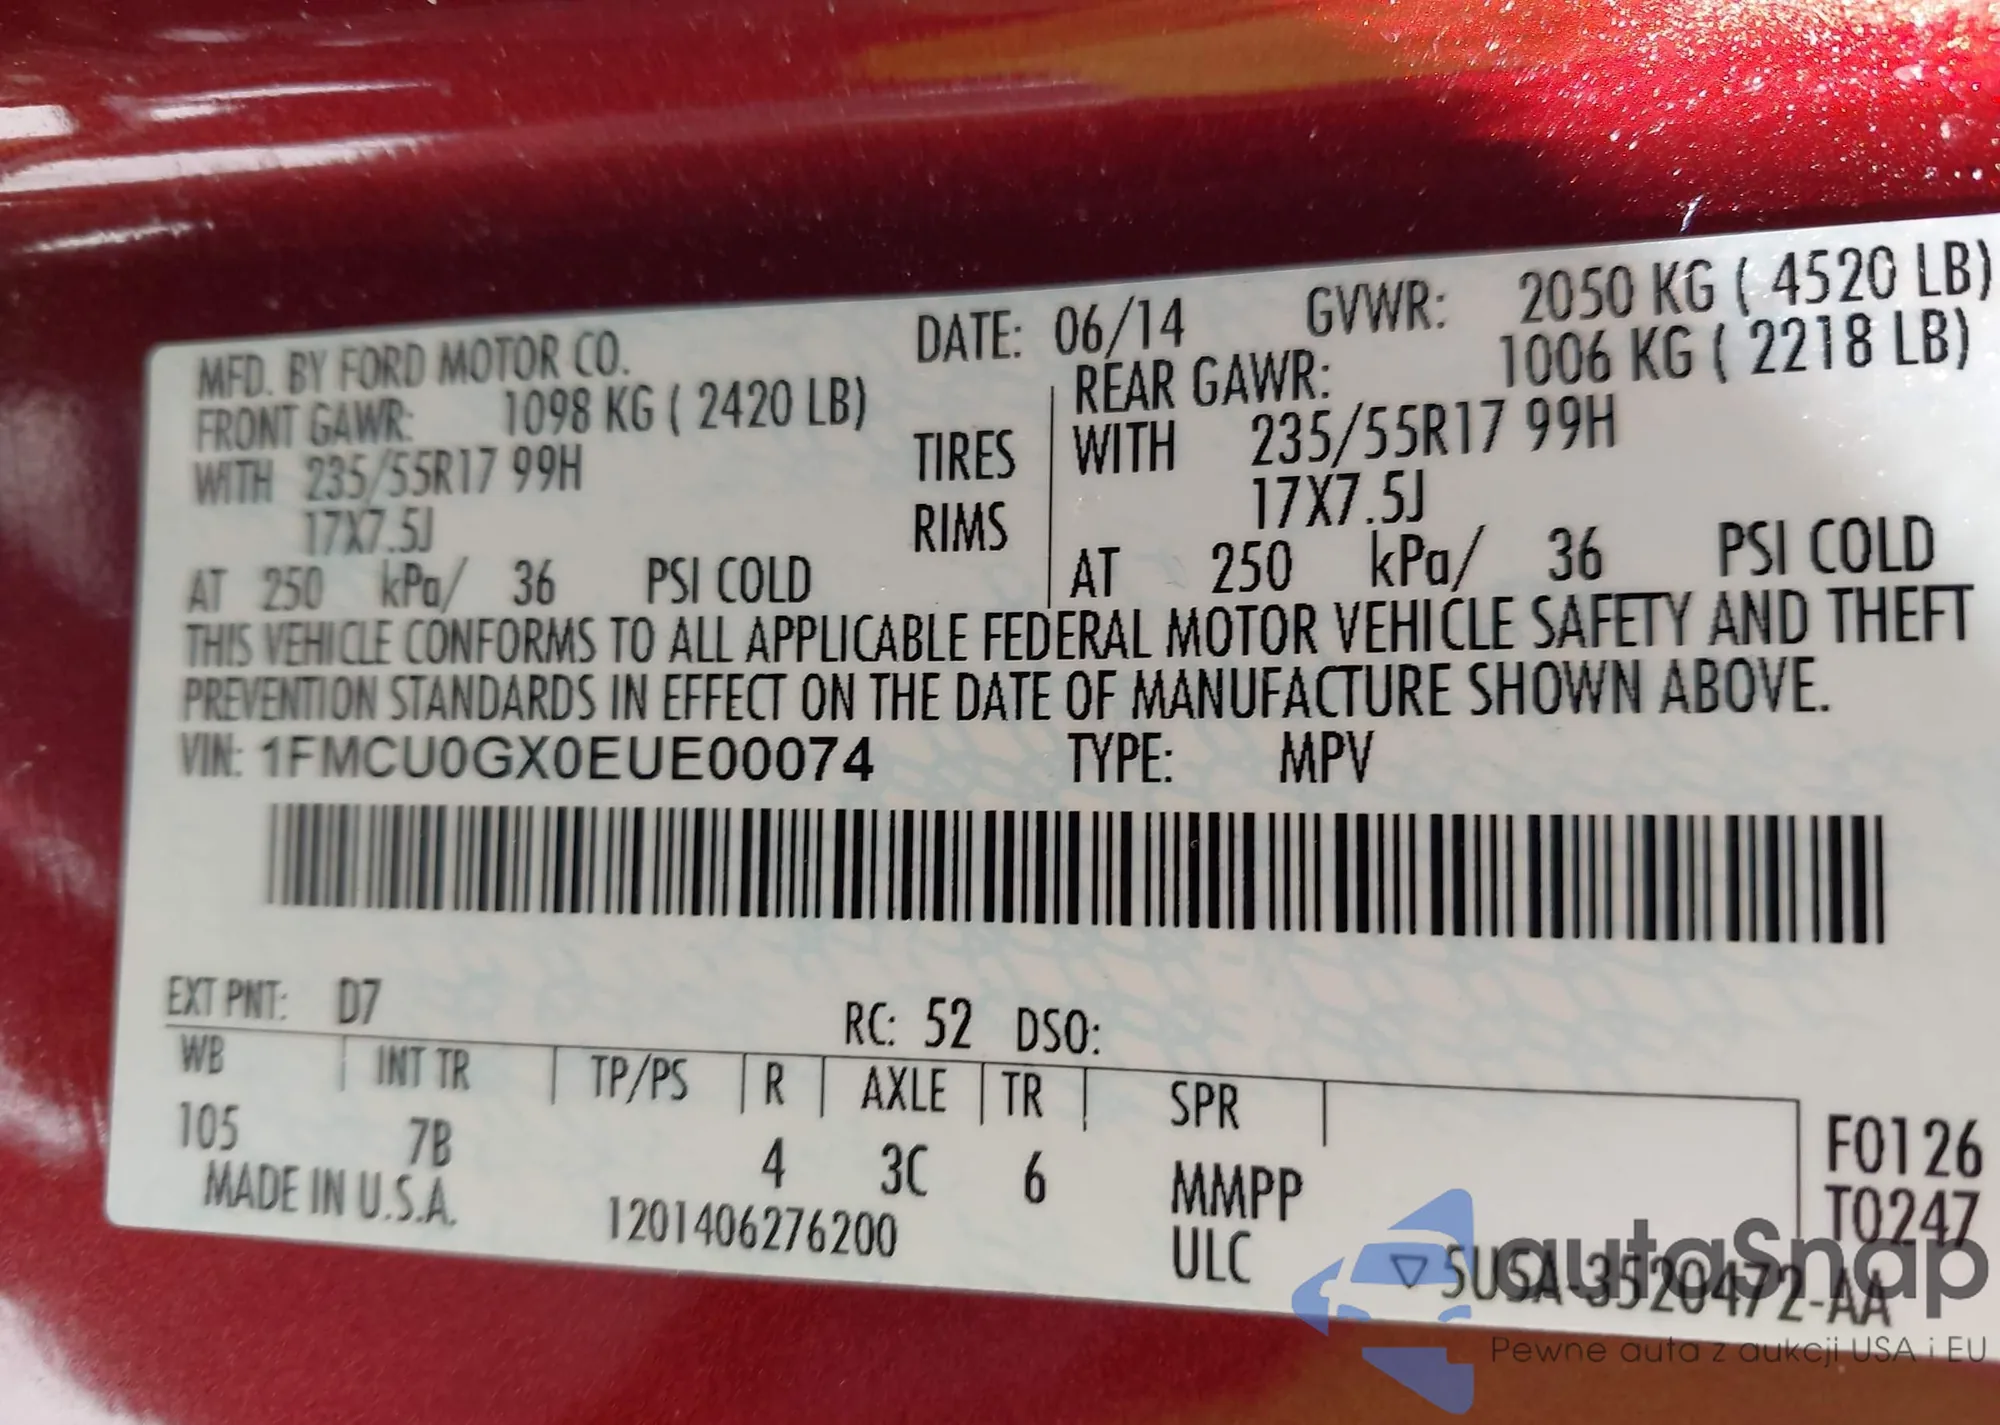 MFD. BY FORD MOTOR CO. DATE: 06/14 GVWR: 2050 KG ( 4520 LB)
FRONT GAWR: 1098 KG ( 2420 LB) REAR GAWR: 1006 KG ( 2218 LB)
WITH 235/55R17 99H TIRES WITH 235/55R17 99H
17X7.5J RIMS 17X7.5J
AT 250 kPa/ 36 PSI COLD AT 250 kPa/ 36 PSI COLD
THIS VEHICLE CONFORMS TO ALL APPLICABLE FEDERAL MOTOR VEHICLE SAFETY AND THEFT
PREVENTION STANDARDS IN EFFECT ON THE DATE OF MANUFACTURE SHOWN ABOVE.
VIN: 1FMCU0GX0EUE00074 TYPE: MPV
EXT PNT: D7 RC: 52 DSO:
WB INT TR TP/PS R AXLE TR SPR
105 7B 4 3C 6 MMPP F0126
MADE IN U.S.A. 1201406276200 ULC T0247
▽5U5A-3520472-AA
autaSnap
Pewne auta z aukcji USA i EU